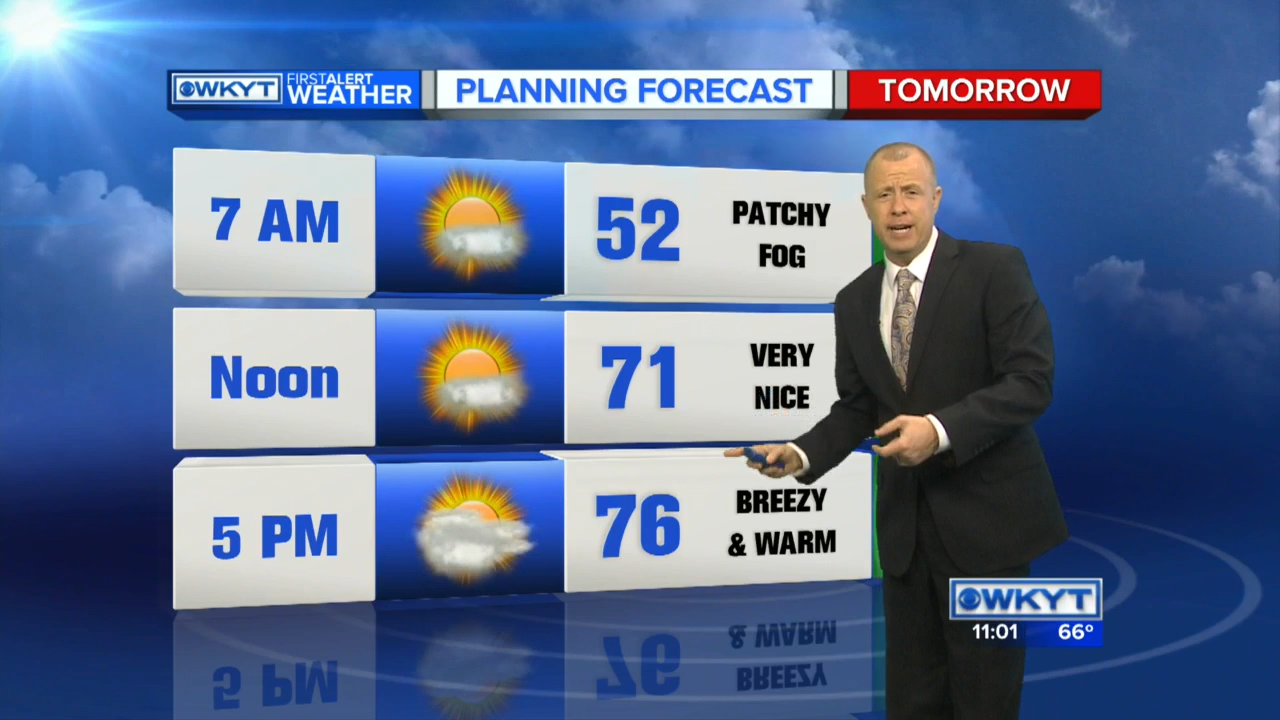 WKYT FIRST ALERT WEATHER PLANNING FORECAST TOMORROW
7 AM 52 PATCHY FOG
Noon 71 VERY NICE
5 PM 76 BREEZY & WARM
WKYT
11:01 66°